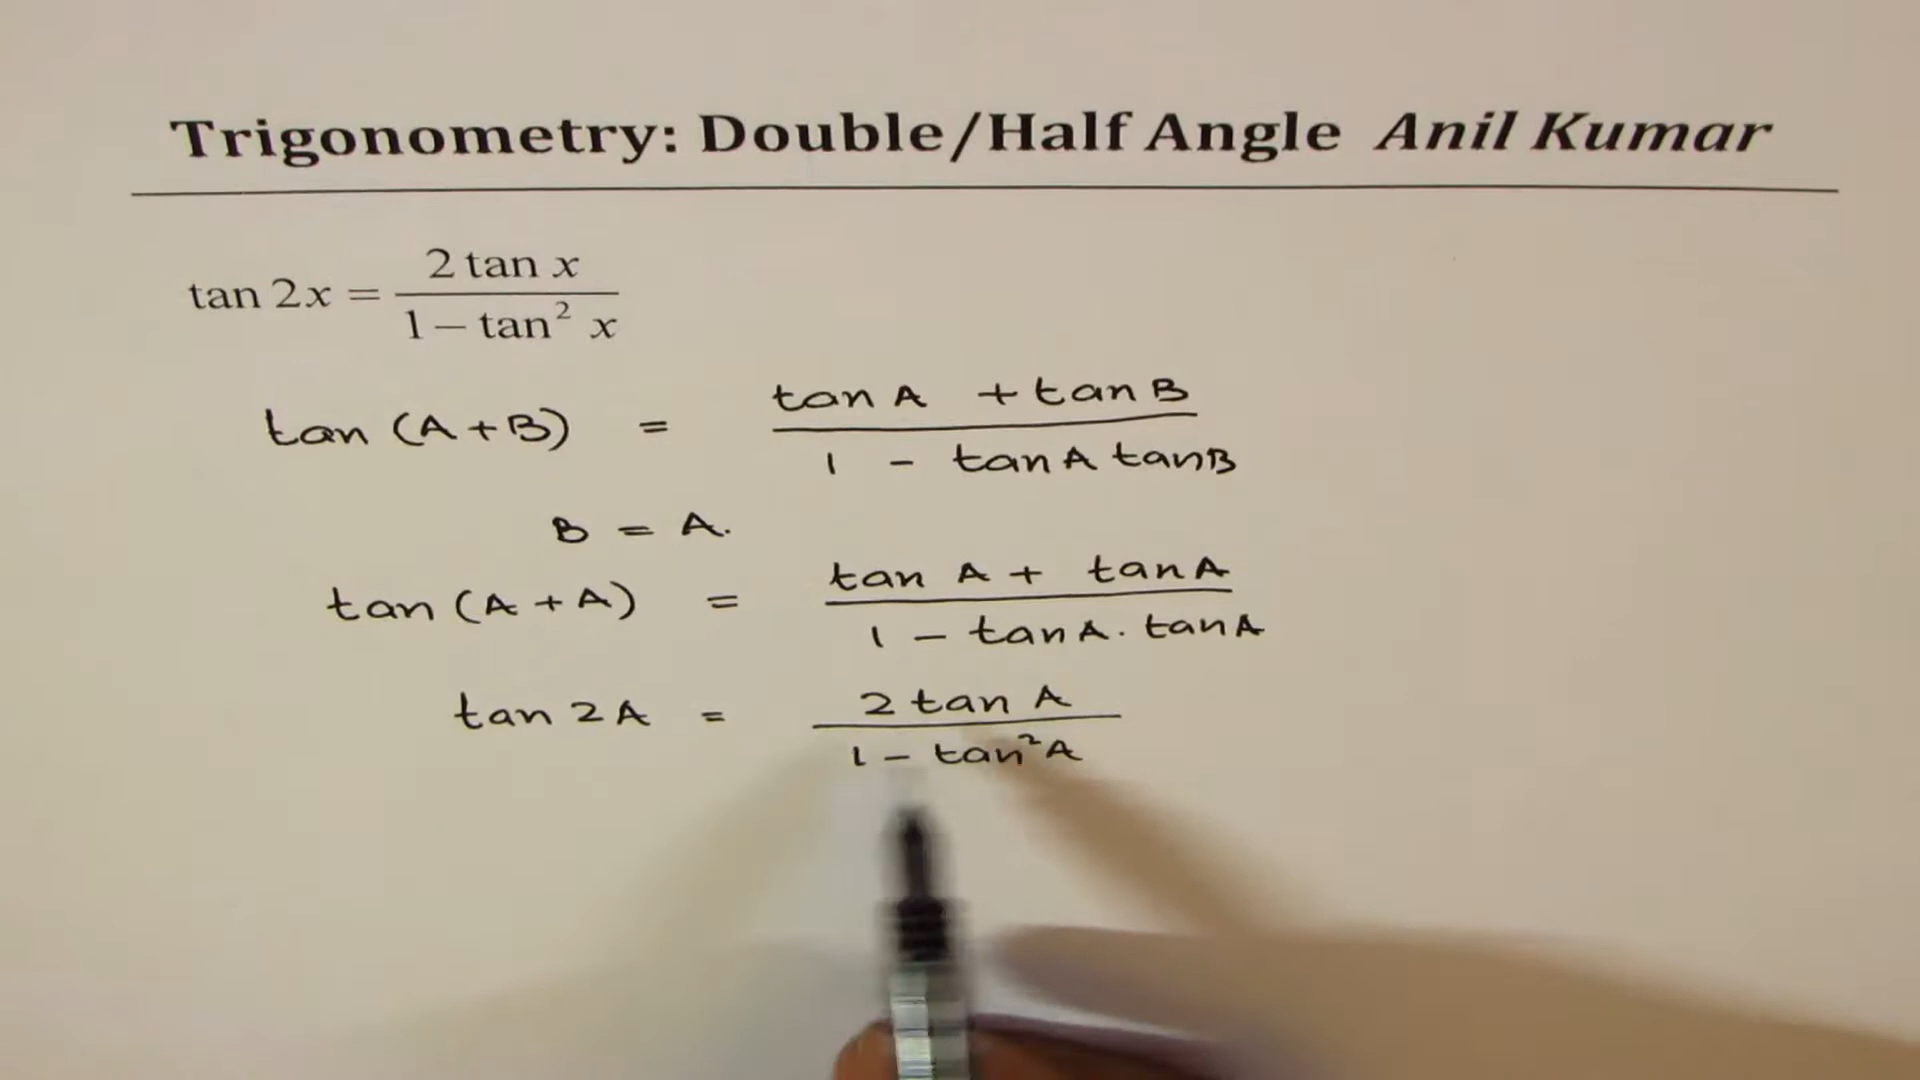 Trigonometry: Double/Half Angle Anil Kumar
tan 2x = 2 tan x / 1 − tan² x
tan (A + B) = tan A + tan B / 1 - tan A tan B
B = A.
tan (A + A) = tan A + tan A / 1 - tan A . tan A
tan 2A = 2 tan A / 1 - tan² A